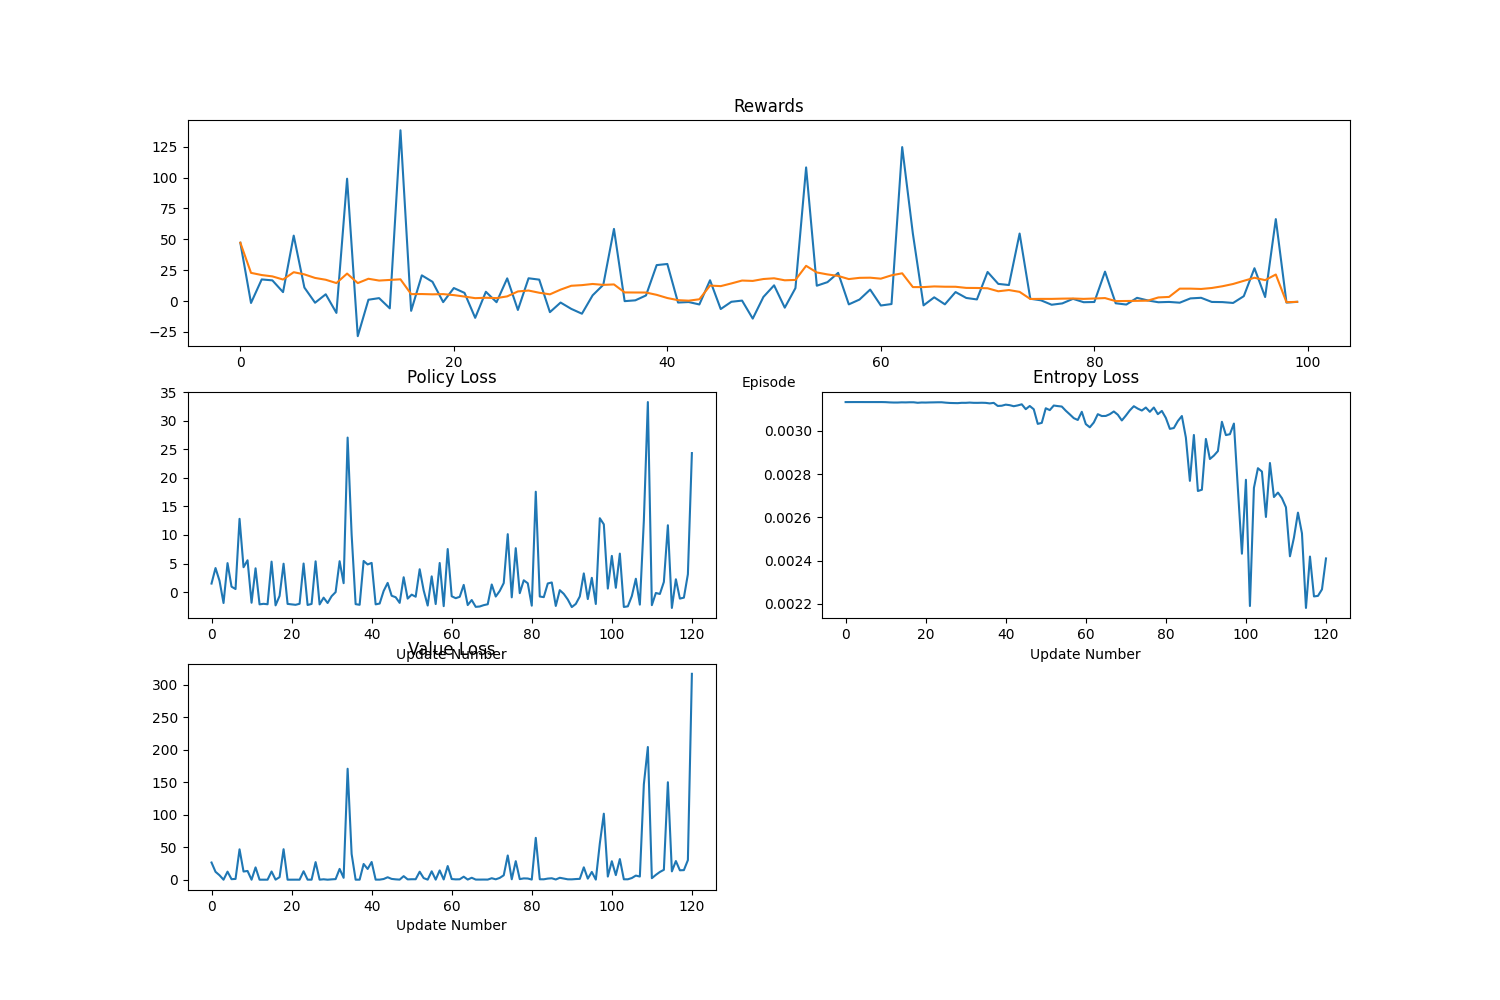 Rewards
125
100
75
50
25
0
−25
0 20 40 60 80 100
Episode
Policy Loss
35
30
25
20
15
10
5
0
0 20 40 60 80 100 120
Update Number
Entropy Loss
0.0030
0.0028
0.0026
0.0024
0.0022
0 20 40 60 80 100 120
Update Number
Value Loss
300
250
200
150
100
50
0
0 20 40 60 80 100 120
Update Number